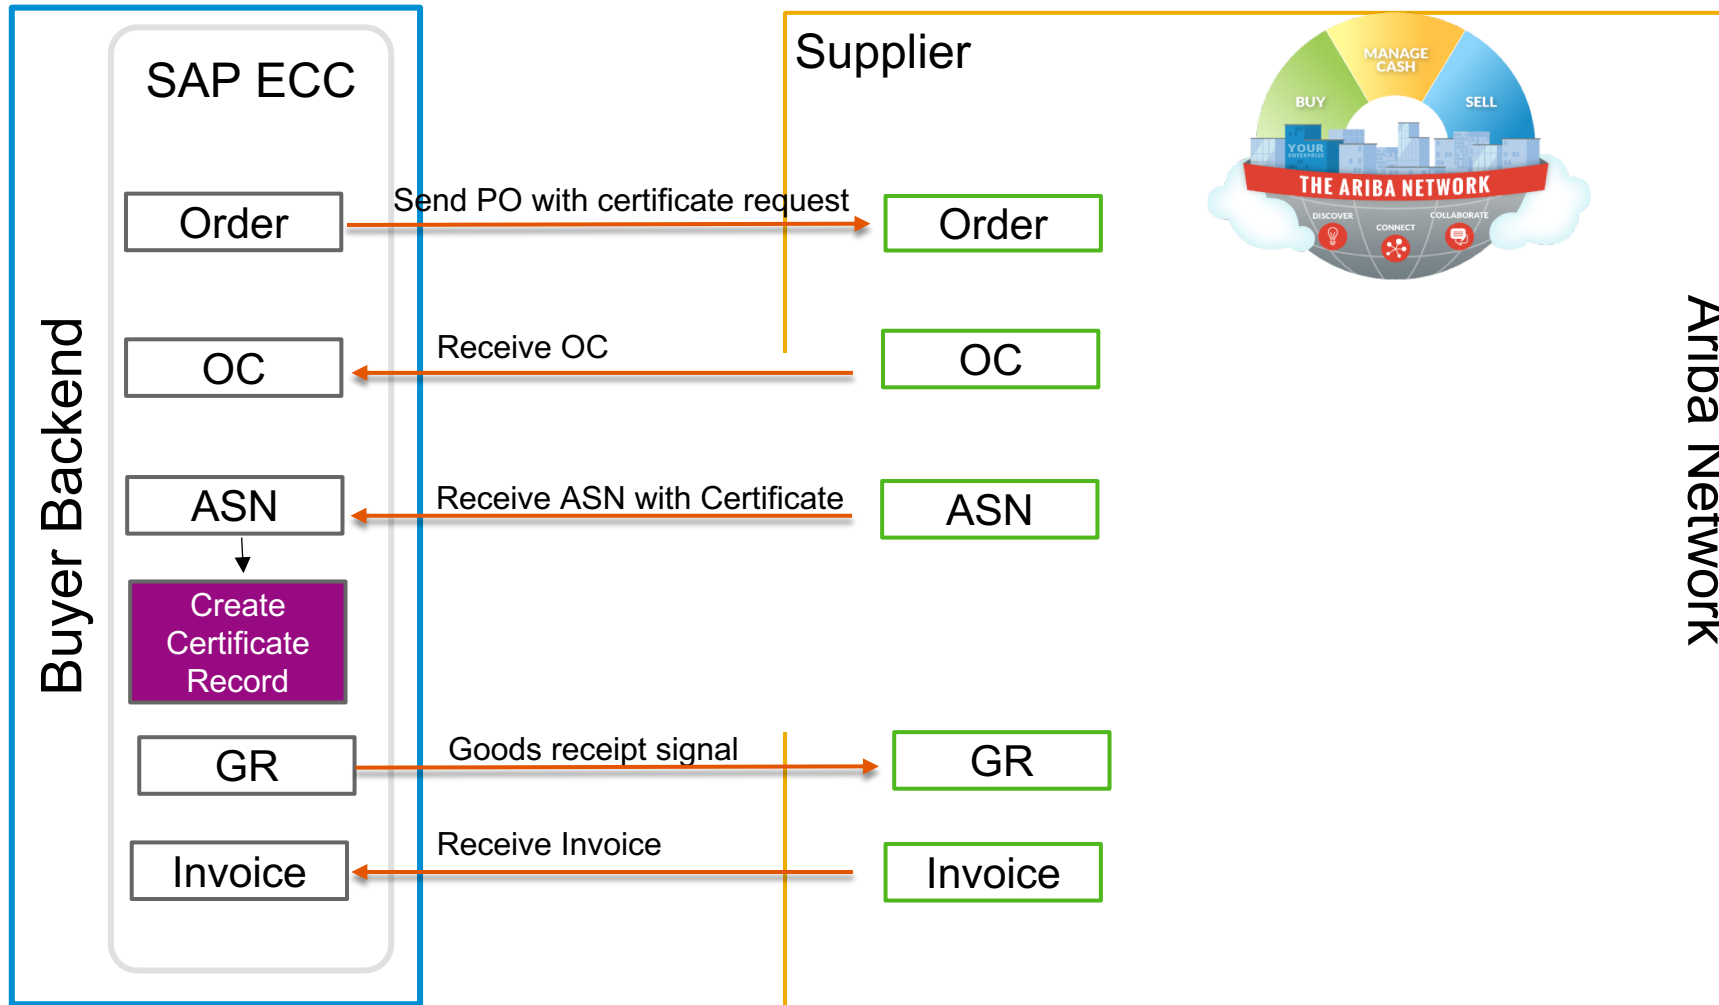 SAP ECC
Supplier
MANAGE
CASH
BUY
SELL
YOUR
ENTERPRISE
THE ARIBA NETWORK
DISCOVER
CONNECT
COLLABORATE
Buyer Backend
Ariba Network
Order
Send PO with certificate request
Order
OC
Receive OC
OC
ASN
Receive ASN with Certificate
ASN
Create
Certificate
Record
GR
Goods receipt signal
GR
Invoice
Receive Invoice
Invoice